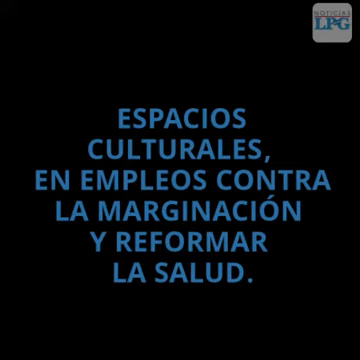 NOTICIAS
LPG
ESPACIOS
CULTURALES,
EN EMPLEOS CONTRA
LA MARGINACIÓN
Y REFORMAR
LA SALUD.